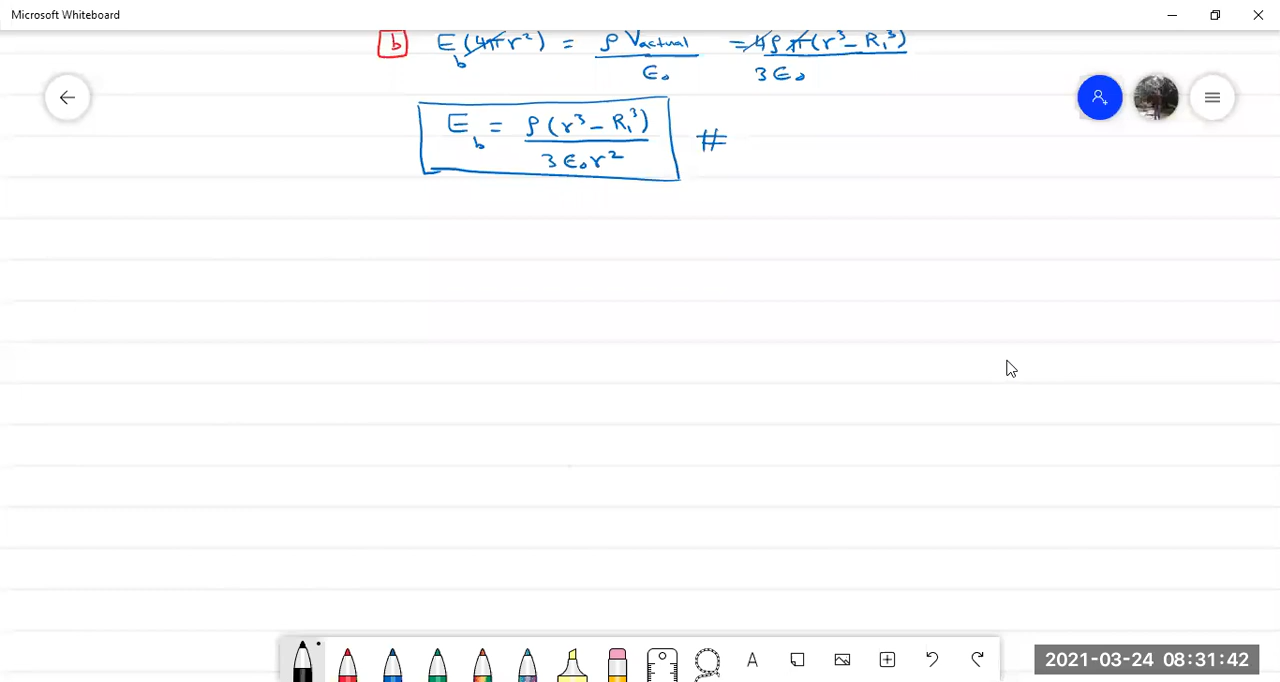 Microsoft Whiteboard
b E_b (4πr²) = ρ V_actual / ε₀ = 4ρπ(r³ − R₁³) / 3ε₀
E_b = ρ(r³ − R₁³) / 3ε₀r² #
A
2021-03-24 08:31:42